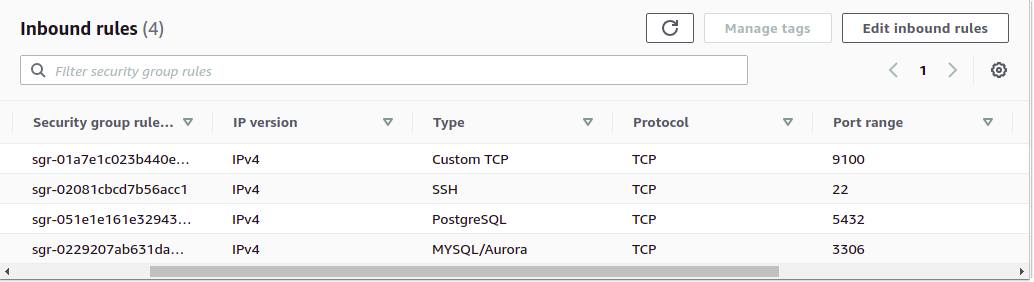 Inbound rules (4)
Manage tags
Edit inbound rules
Filter security group rules
1
Security group rule... IP version Type Protocol Port range
sgr-01a7e1c023b440e... IPv4 Custom TCP TCP 9100
sgr-02081cbcd7b56acc1 IPv4 SSH TCP 22
sgr-051e1e161e32943... IPv4 PostgreSQL TCP 5432
sgr-0229207ab631da... IPv4 MYSQL/Aurora TCP 3306